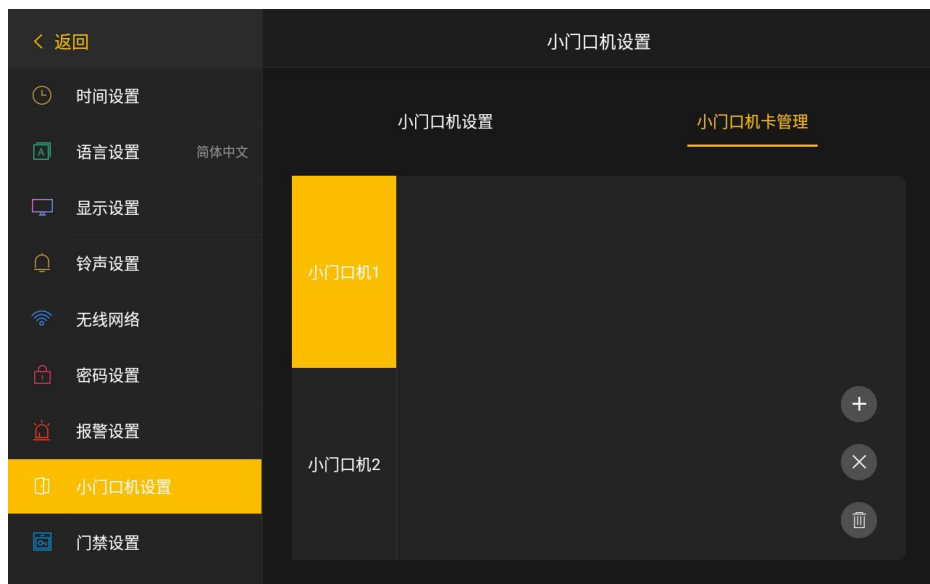 返回
小门口机设置
时间设置
语言设置 简体中文
显示设置
铃声设置
无线网络
密码设置
报警设置
小门口机设置
门禁设置
小门口机设置 小门口机卡管理
小门口机1
小门口机2